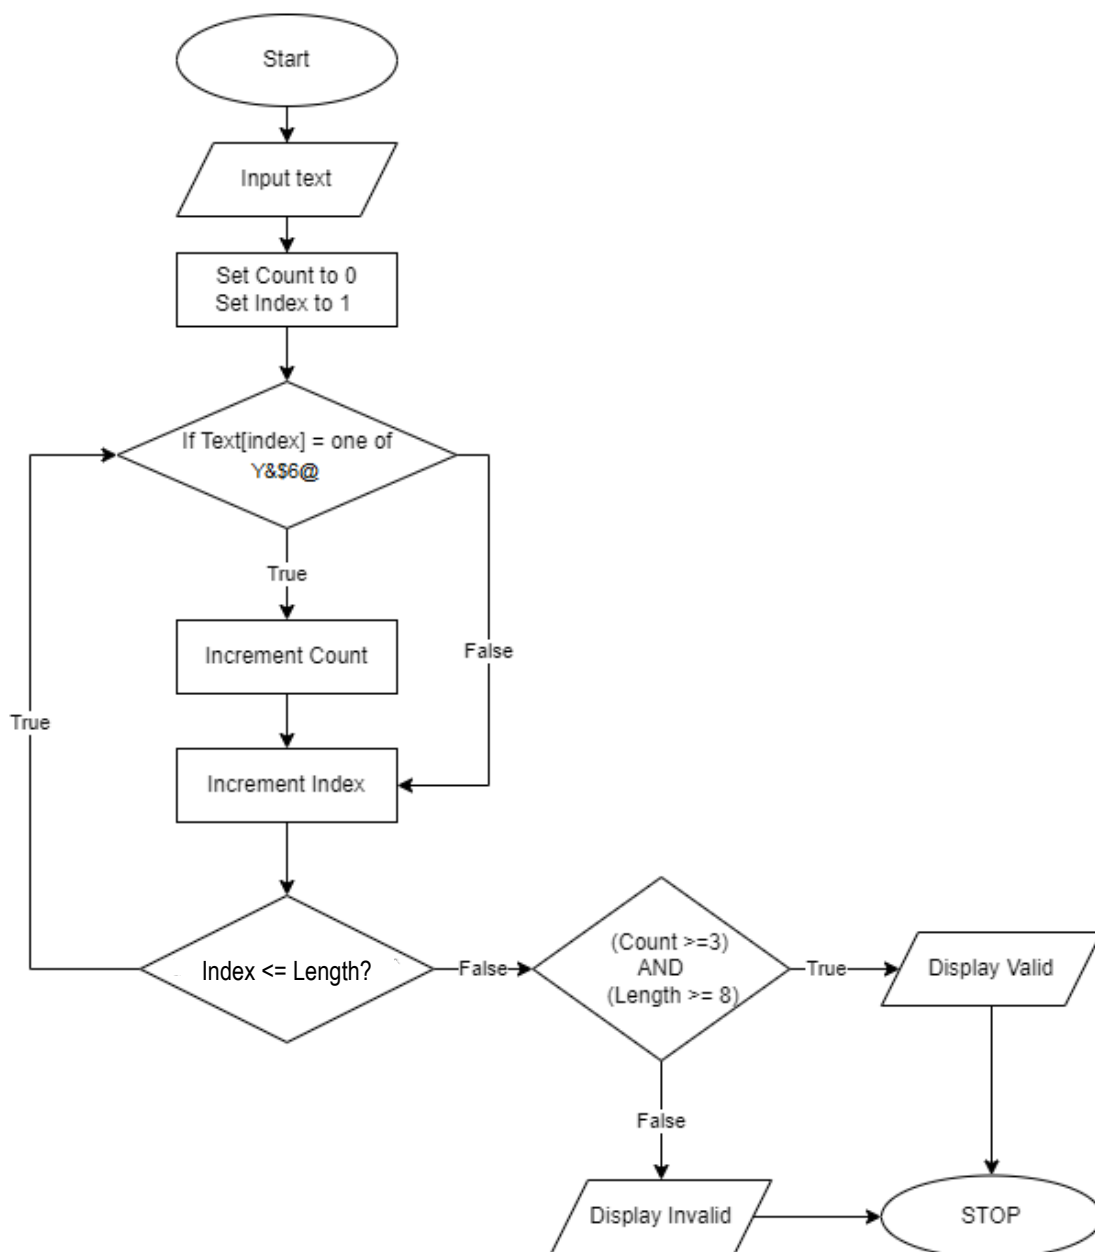 Start
Input text
Set Count to 0
Set Index to 1
If Text[index] = one of
Y&$6@
True
Increment Count
False
True
Increment Index
Index <= Length?
False
(Count >=3)
AND
(Length >= 8)
True
Display Valid
False
Display Invalid
STOP